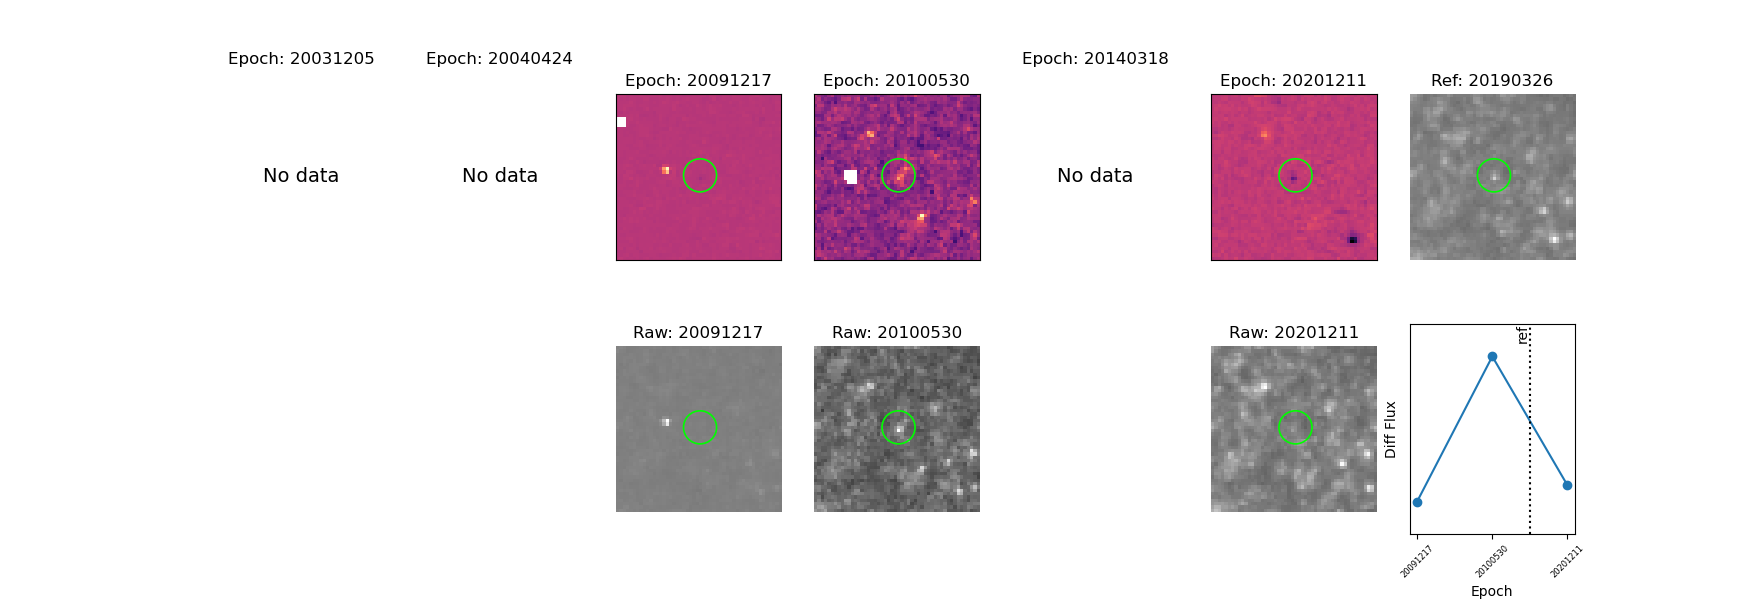 Epoch: 20031205
Epoch: 20040424
Epoch: 20091217
Epoch: 20100530
Epoch: 20140318
Epoch: 20201211
Ref: 20190326
No data
No data
No data
Raw: 20091217
Raw: 20100530
Raw: 20201211
ref
Diff Flux
20091217
20100530
20201211
Epoch